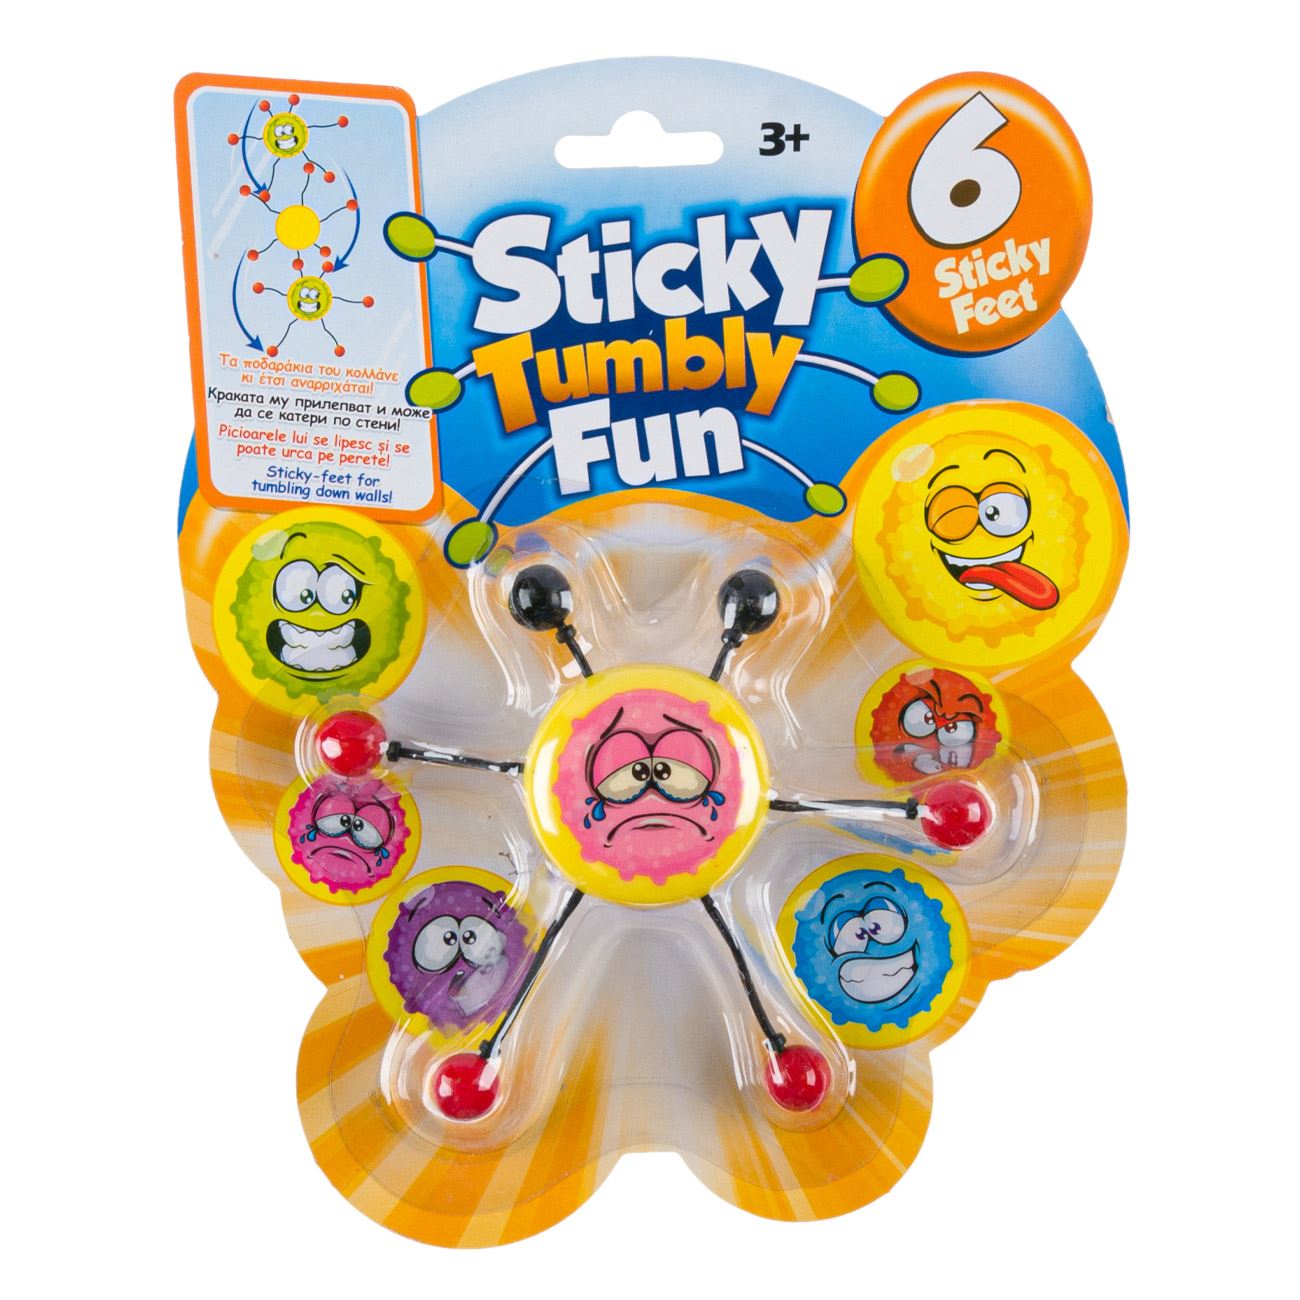 3+
6
Sticky
Feet
Sticky
Tumbly
Fun
Τα ποδαράκια του κολλάνε
κι έτσι αναρριχάται!
Краката му прилепват и може
да се катери по стени!
Picioarele lui se lipesc și se
poate urca pe perete!
Sticky-feet for
tumbling down walls!